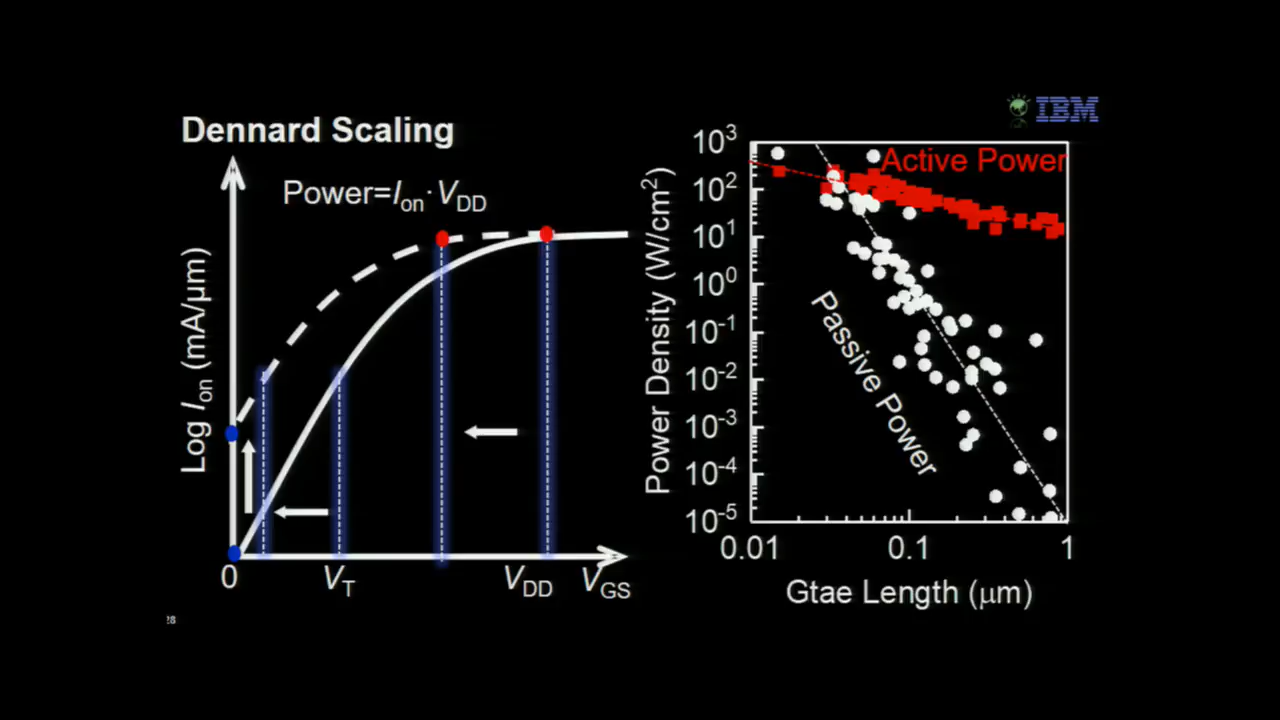 IBM
Dennard Scaling
Power=Ion·VDD
Log Ion (mA/μm)
0
VT
VDD
VGS
28
Active Power
Passive Power
Power Density (W/cm2)
103
102
101
100
10-1
10-2
10-3
10-4
10-5
0.01
0.1
1
Gtae Length (μm)